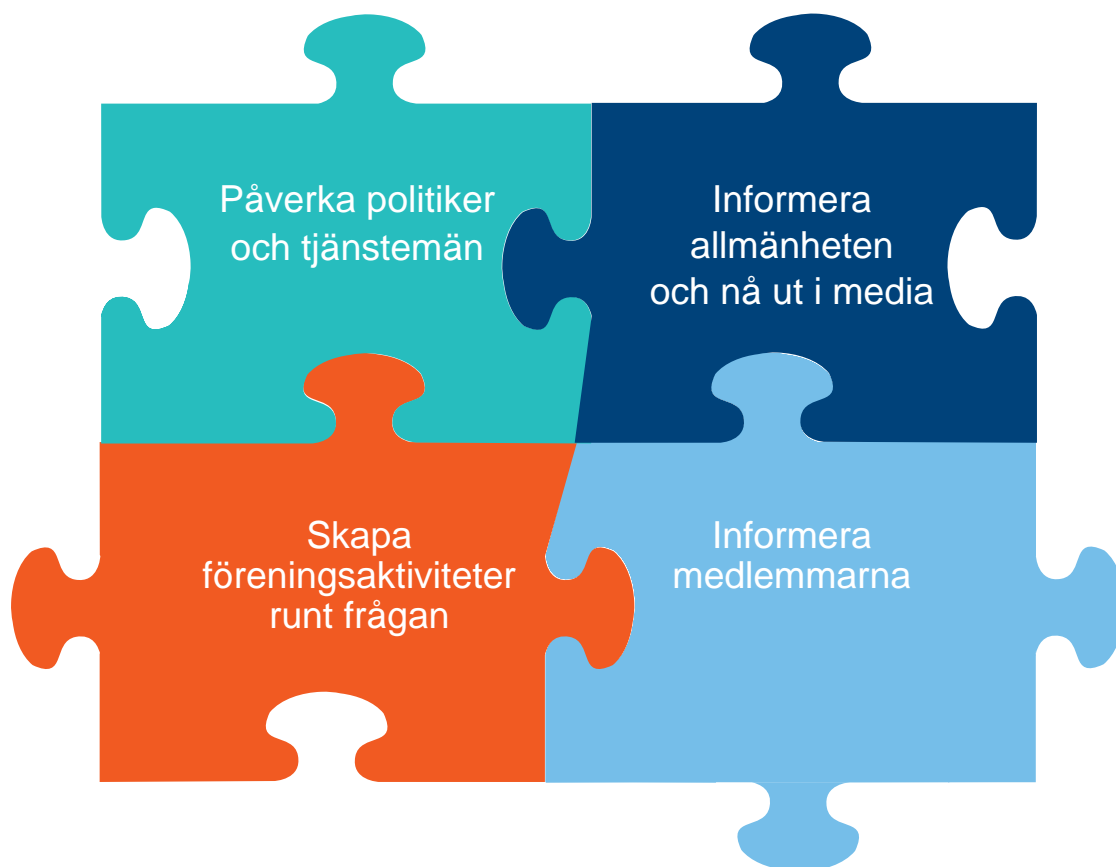 Påverka politiker
och tjänstemän
Informera
allmänheten
och nå ut i media
Skapa
föreningsaktiviteter
runt frågan
Informera
medlemmarna